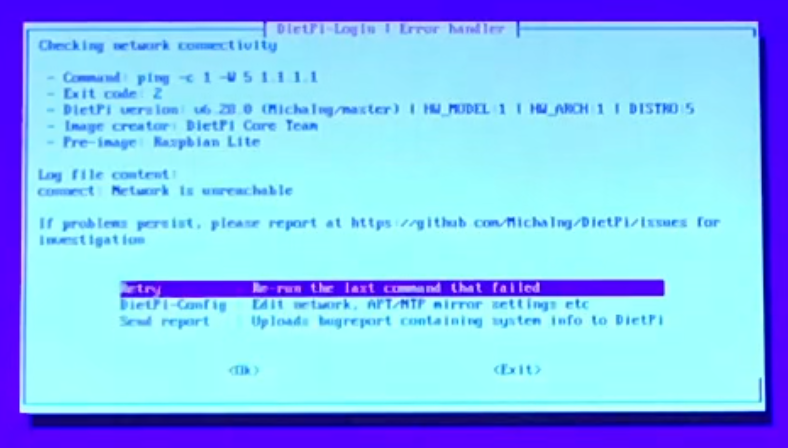 DietPi-Login | Error handler
Checking network connectivity
- Command: ping -c 1 -W 5 1.1.1.1
- Exit code: 2
- DietPi version: v6.28.0 (MichaIng/master) | HW_MODEL:1 | HW_ARCH:1 | DISTRO:5
- Image creator: DietPi Core Team
- Pre-image: Raspbian Lite
Log file content:
connect: Network is unreachable
If problems persist, please report at https://github.com/MichaIng/DietPi/issues for
investigation
Retry : Re-run the last command that failed
DietPi-Config : Edit network, APT/NTP mirror settings etc
Send report : Uploads bugreport containing system info to DietPi
<Ok> <Exit>